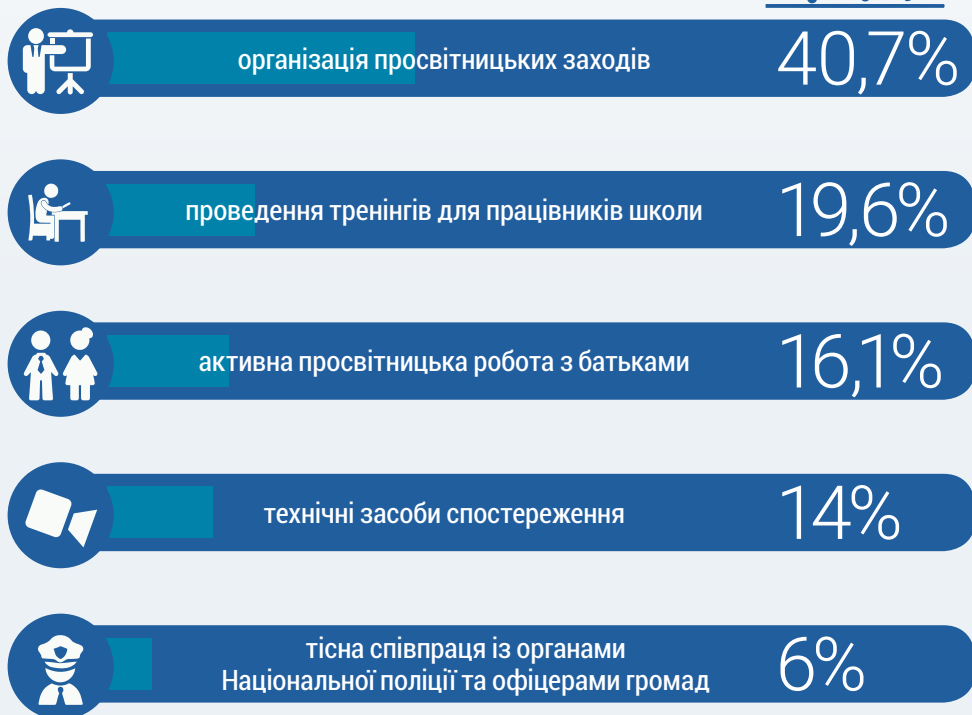 організація просвітницьких заходів
40,7%
проведення тренінгів для працівників школи
19,6%
активна просвітницька робота з батьками
16,1%
технічні засоби спостереження
14%
тісна співпраця із органами
Національної поліції та офіцерами громад
6%